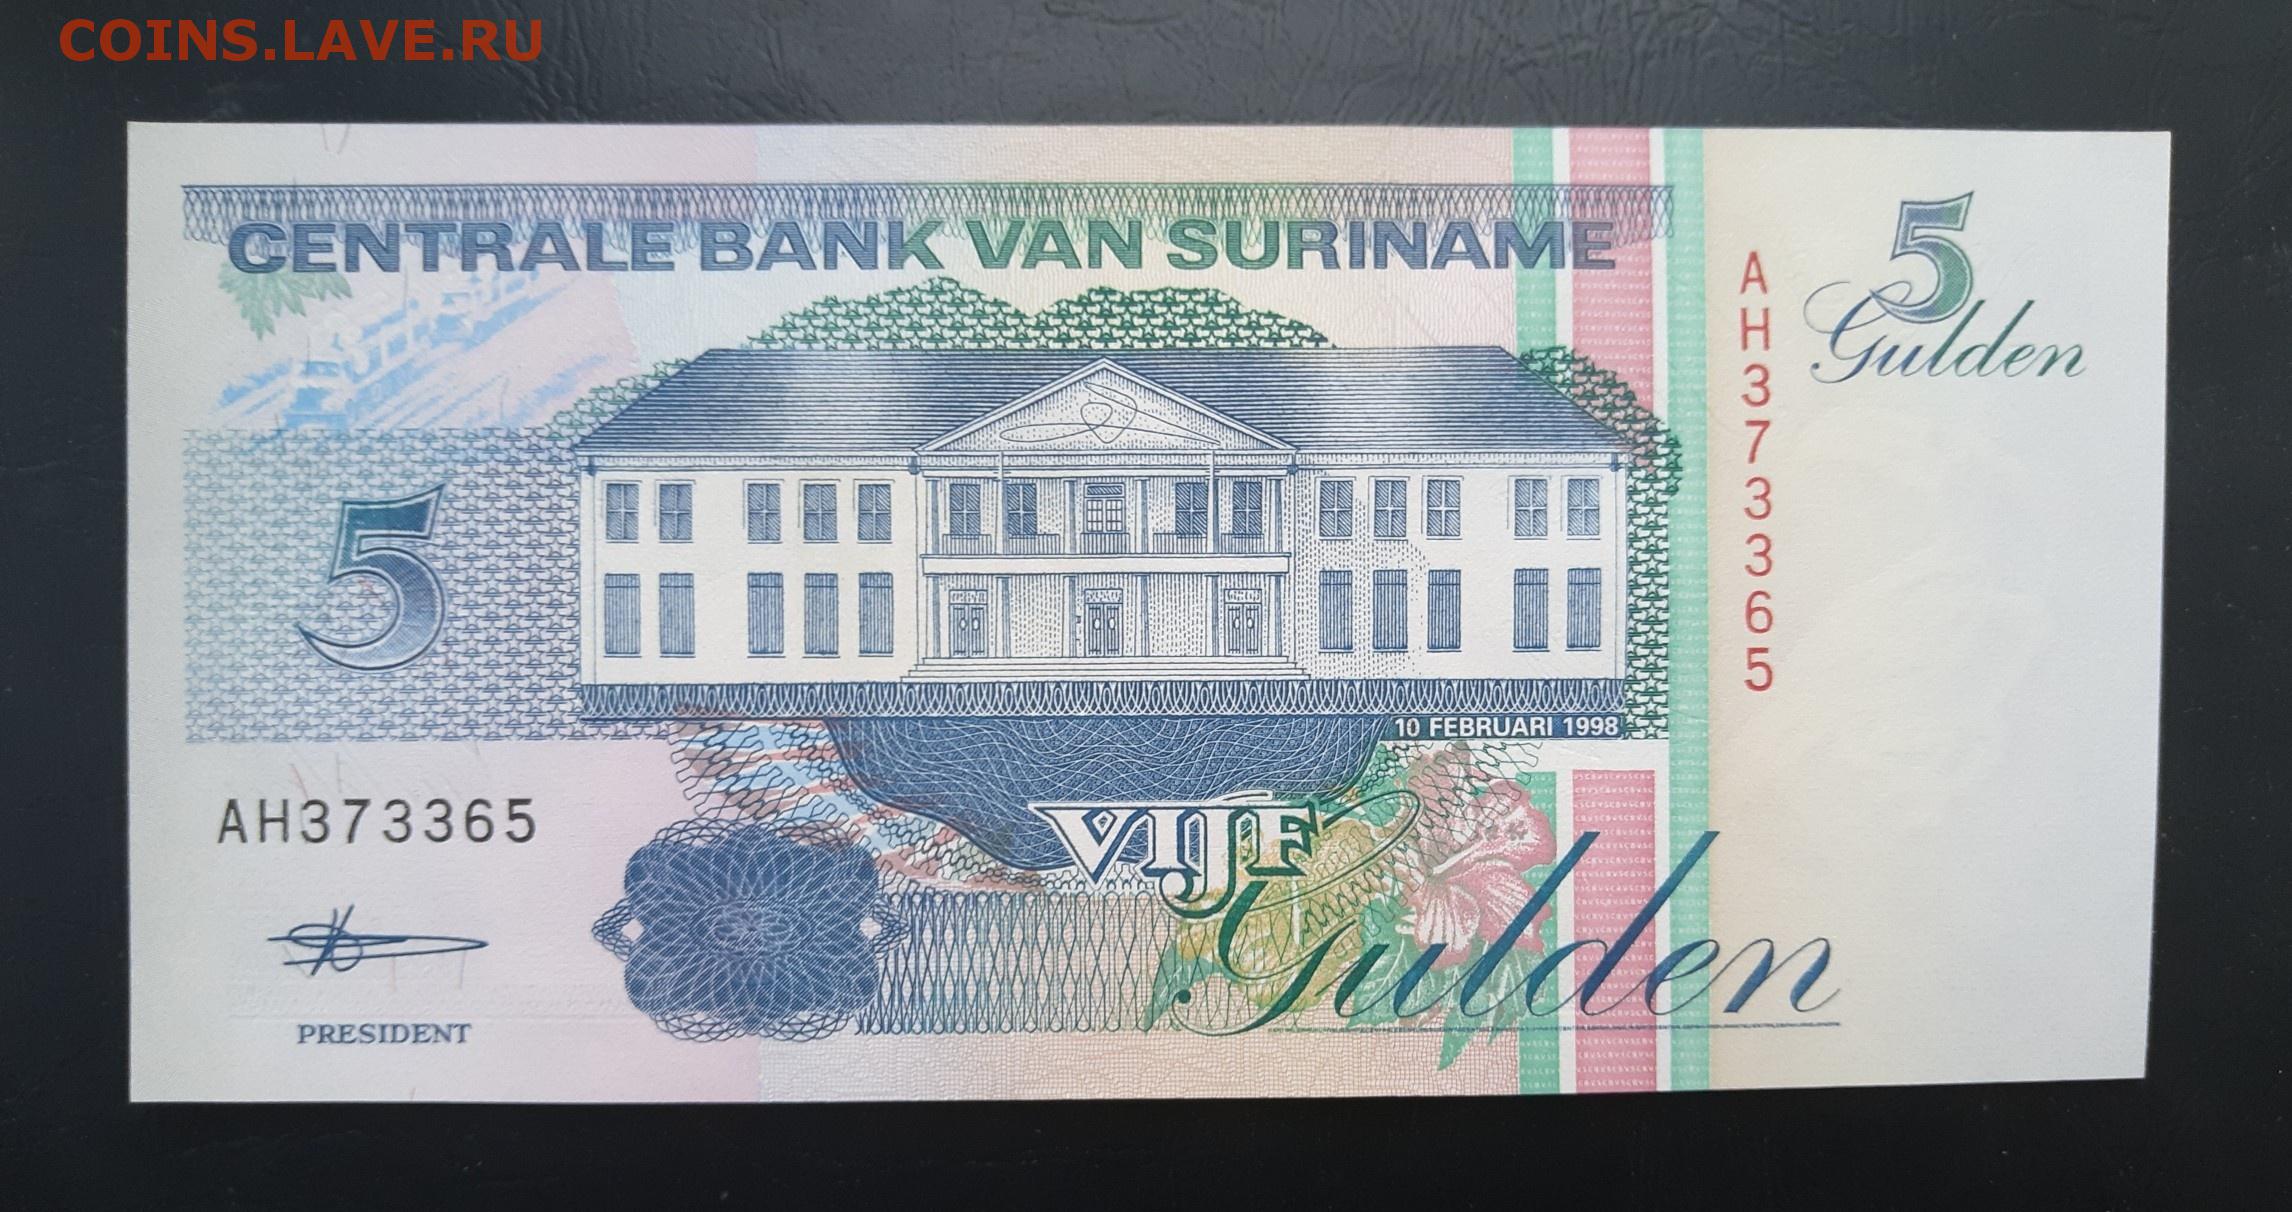 COINS.LAVE.RU
CENTRALE BANK VAN SURINAME
5
Gulden
AH373365
5
10 FEBRUARI 1998
AH373365
VIJF
Gulden
PRESIDENT